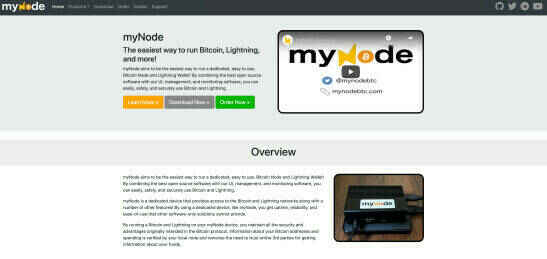 myNode Home Products Download Order Guides Support
myNode
The easiest way to run Bitcoin, Lightning,
and more!
myNode aims to be the easiest way to run a dedicated, easy to use,
Bitcoin Node and Lightning Wallet! By combining the best open source
software with our UI, management, and monitoring software, you can
easily, safely, and securely use Bitcoin and Lightning.
Learn More » Download Now » Order Now »
myNode
@mynodebtc
mynodebtc.com
Overview
myNode aims to be the easiest way to run a dedicated, easy to use, Bitcoin Node and Lightning Wallet!
By combining the best open source software with our UI, management, and monitoring software, you
can easily, safely, and securely use Bitcoin and Lightning.
myNode is a dedicated device that provides access to the Bitcoin and Lightning networks along with a
number of other features! By using a dedicated device, like myNode, you get uptime, reliability, and
ease-of-use that other software-only solutions cannot provide.
By running a Bitcoin and Lightning on your myNode device, you maintain all the security and
advantages originally intended in the Bitcoin protocol. Information about your Bitcoin addresses and
spending is verified by your local node and removes the need to trust online 3rd parties for getting
information about your funds.
myNode